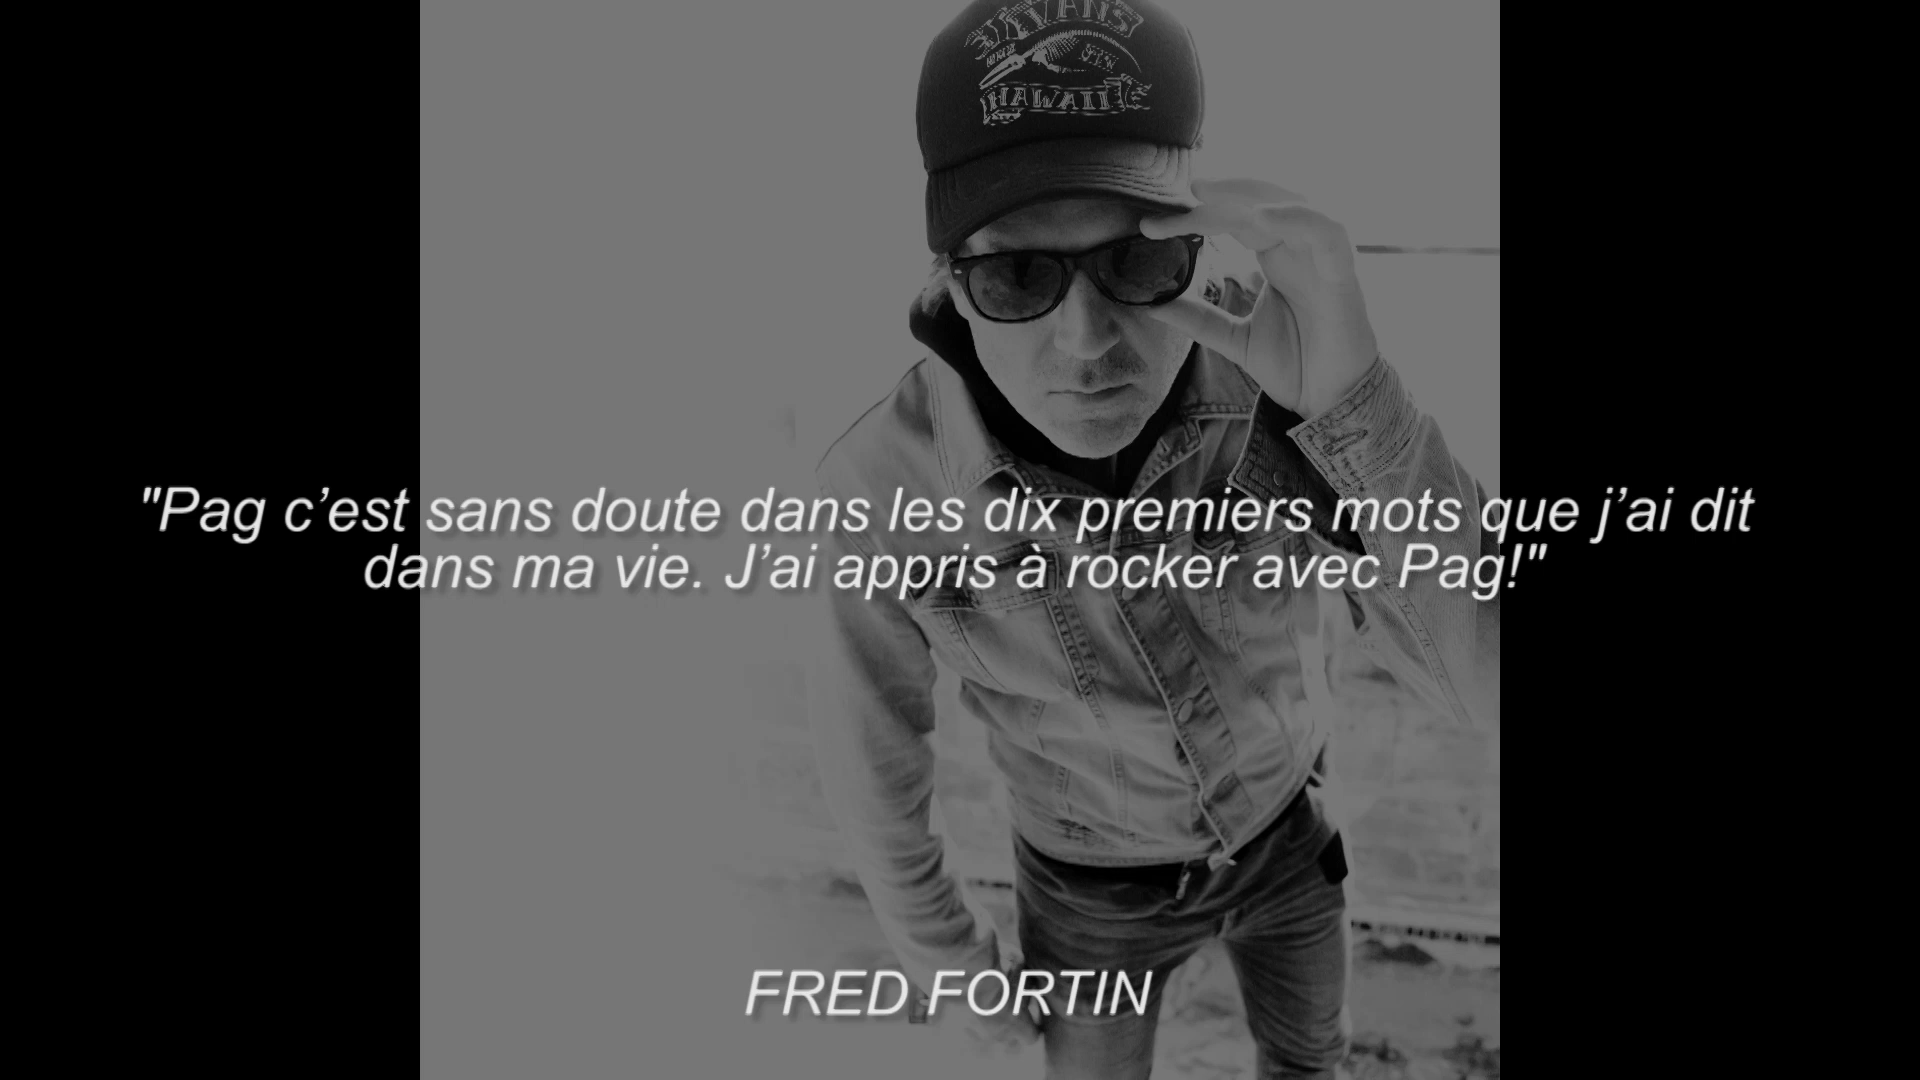 HAWAII
"Pag c’est sans doute dans les dix premiers mots que j’ai dit
dans ma vie. J’ai appris à rocker avec Pag!"
FRED FORTIN